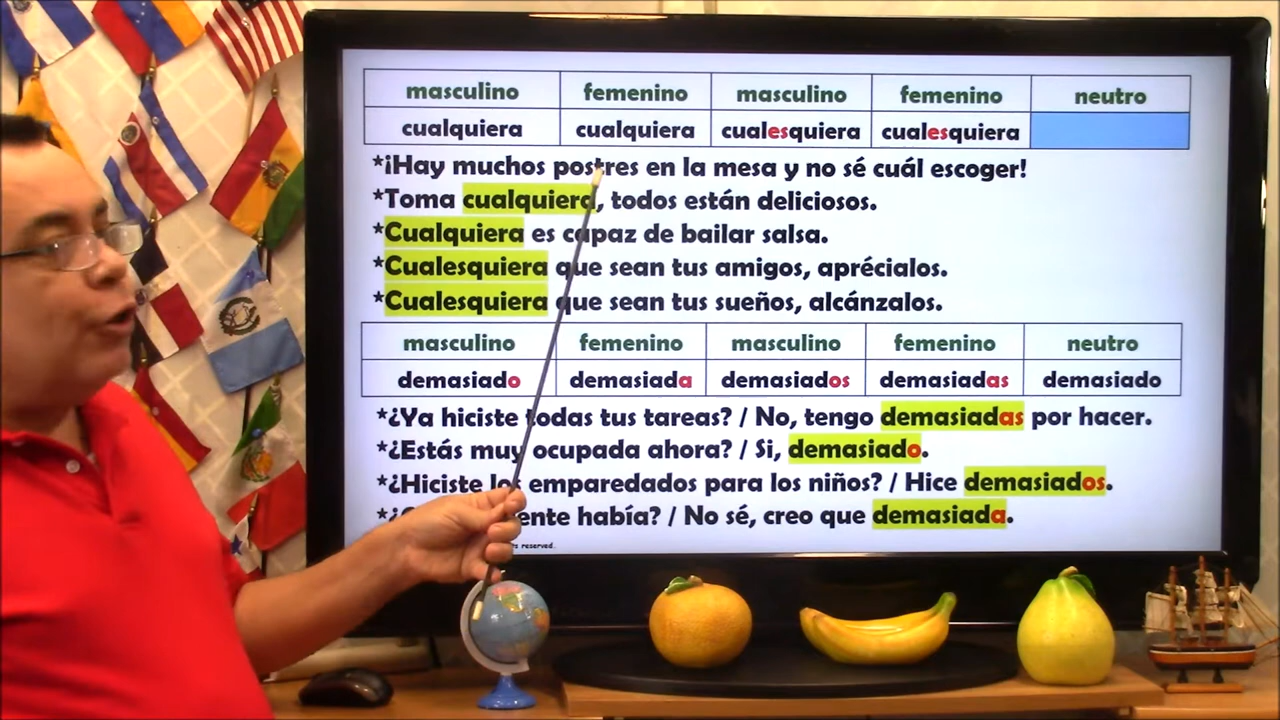 masculino femenino masculino femenino neutro
cualquiera cualquiera cualesquiera cualesquiera
*¡Hay muchos postres en la mesa y no sé cuál escoger!
*Toma cualquiera, todos están deliciosos.
*Cualquiera es capaz de bailar salsa.
*Cualesquiera que sean tus amigos, aprécialos.
*Cualesquiera que sean tus sueños, alcánzalos.
masculino femenino masculino femenino neutro
demasiado demasiada demasiados demasiadas demasiado
*¿Ya hiciste todas tus tareas? / No, tengo demasiadas por hacer.
*¿Estás muy ocupada ahora? / Si, demasiado.
*¿Hiciste los emparedados para los niños? / Hice demasiados.
había? / No sé, creo que demasiada.
reserved.